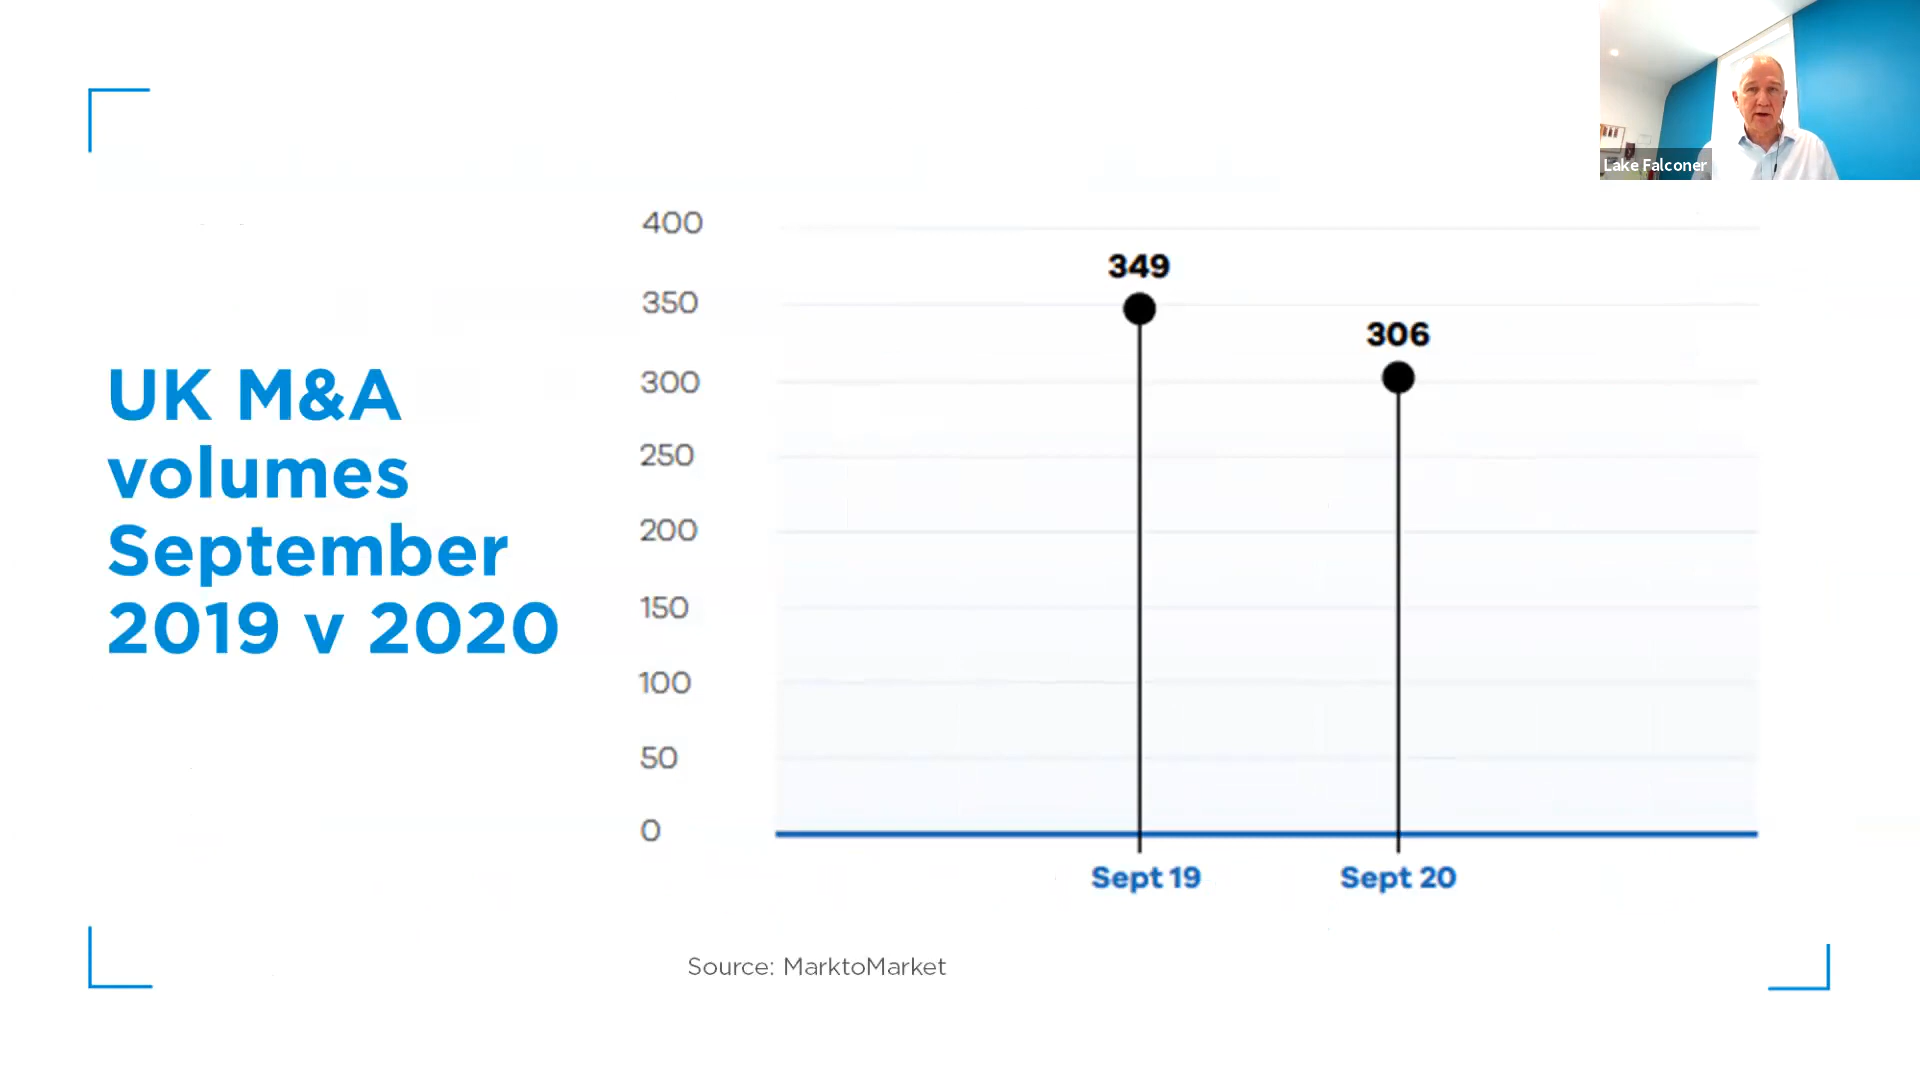 Lake Falconer
UK M&A
volumes
September
2019 v 2020
400
350
300
250
200
150
100
50
0
349
306
Sept 19
Sept 20
Source: MarktoMarket